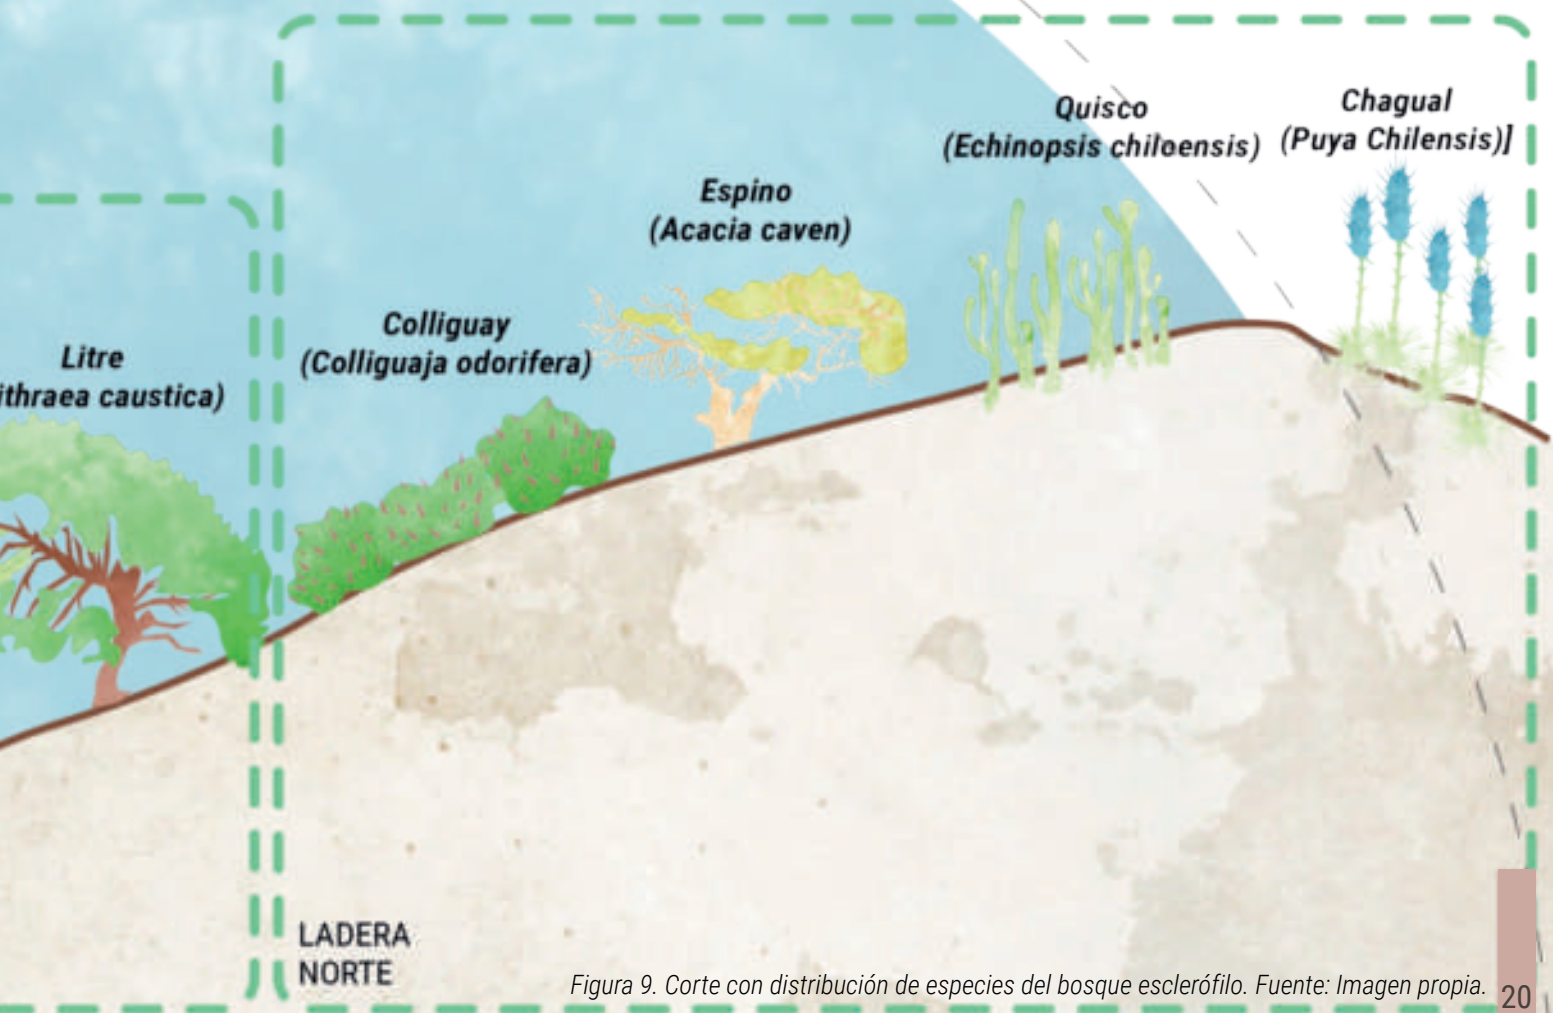 Quisco
(Echinopsis chiloensis)
Chagual
(Puya Chilensis)]
Espino
(Acacia caven)
Colliguay
(Colliguaja odorifera)
Litre
ithraea caustica)
LADERA
NORTE
Figura 9. Corte con distribución de especies del bosque esclerófilo. Fuente: Imagen propia.
20